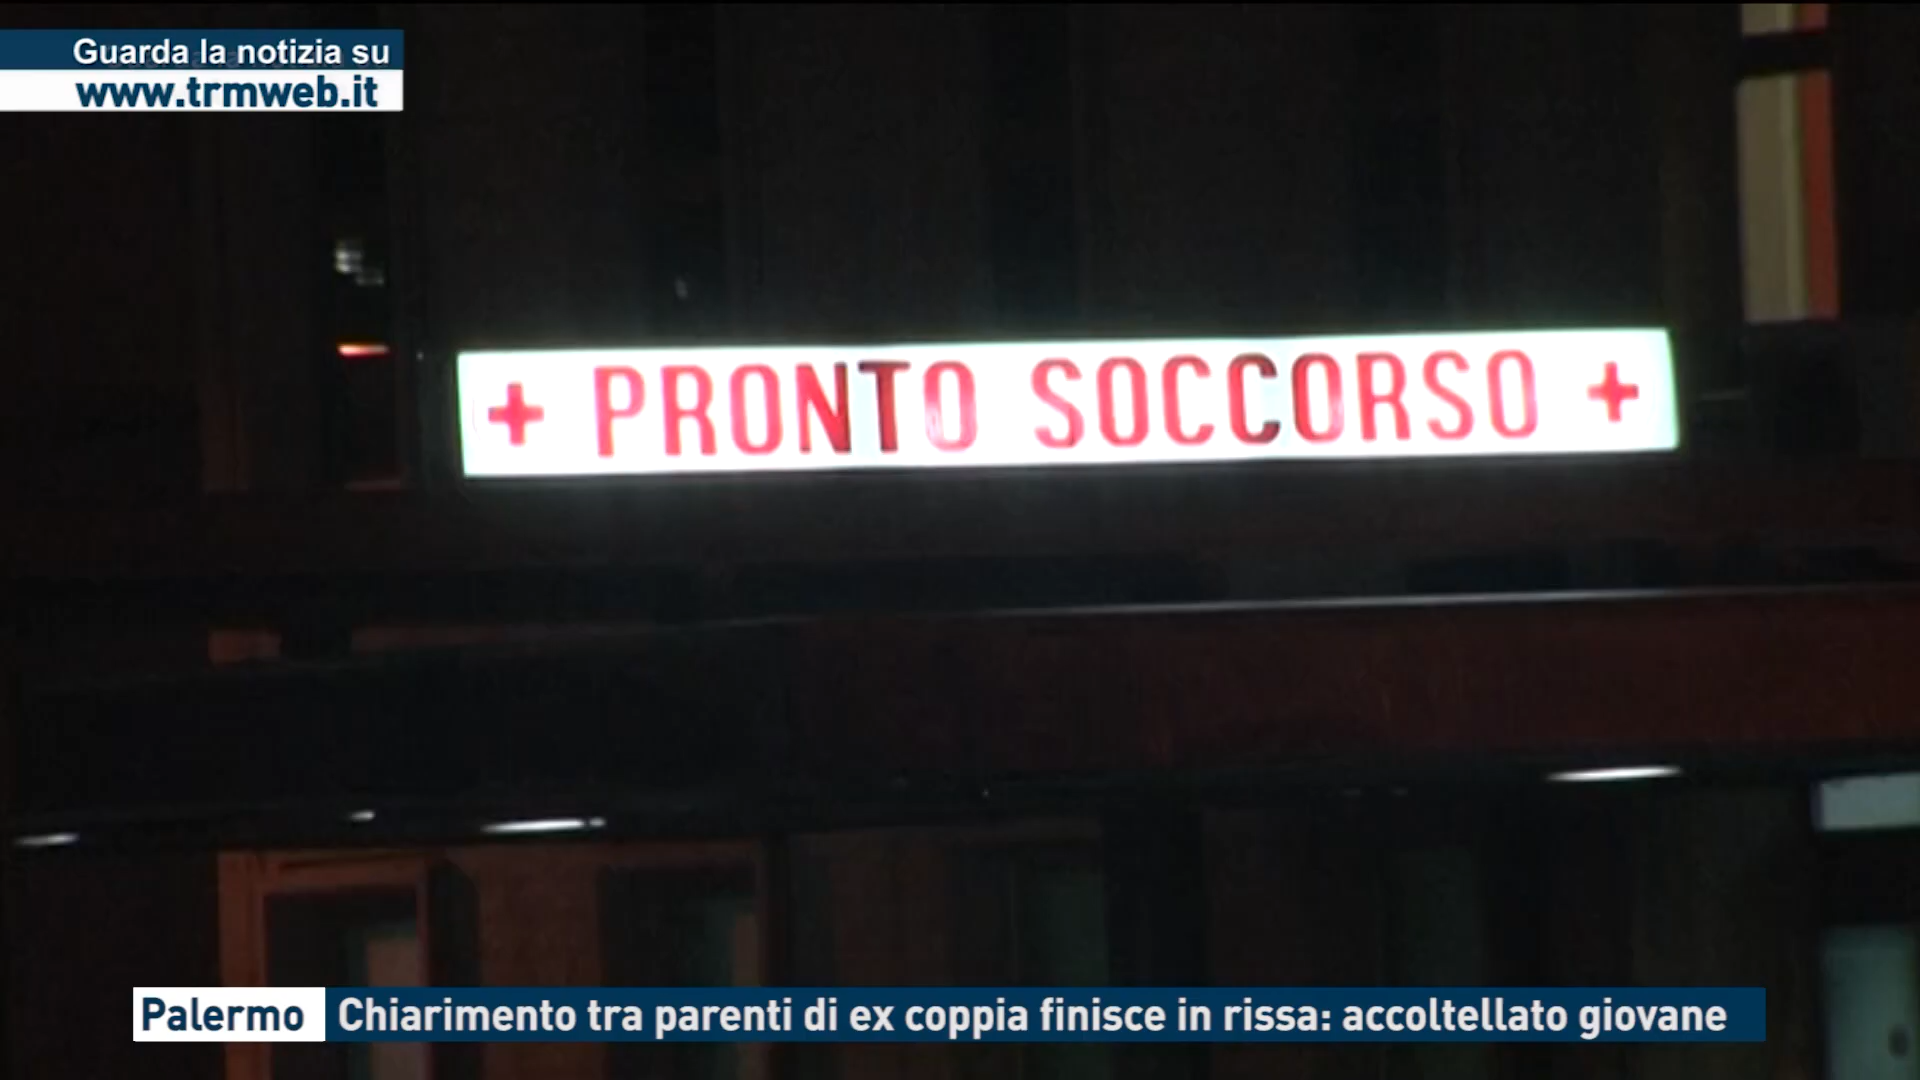 Guarda la notizia su
www.trmweb.it
+ PRONTO SOCCORSO +
Palermo Chiarimento tra parenti di ex coppia finisce in rissa: accoltellato giovane